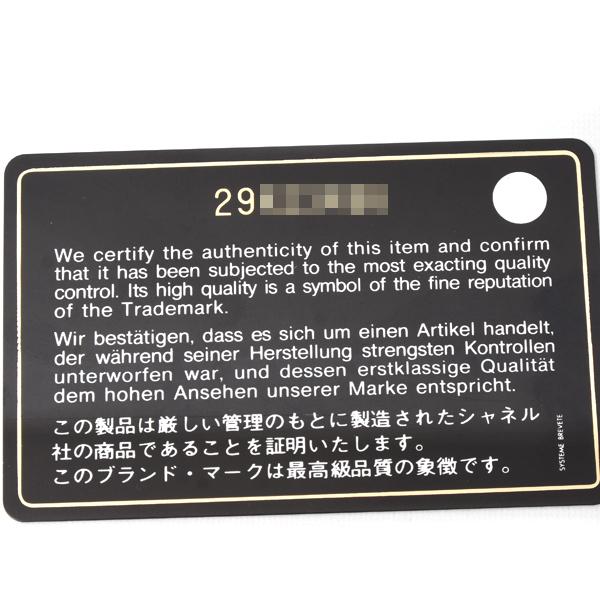 29
We certify the authenticity of this item and confirm
that it has been subjected to the most exacting quality
control. Its high quality is a symbol of the fine reputation
of the Trademark.
Wir bestätigen, dass es sich um einen Artikel handelt,
der während seiner Herstellung strengsten Kontrollen
unterworfen war, und dessen erstklassige Qualität
dem hohen Ansehen unserer Marke entspricht.
この製品は厳しい管理のもとに製造されたシャネル
社の商品であることを証明いたします。
このブランド・マークは最高級品質の象徴です。
SYSTEME BREVETE